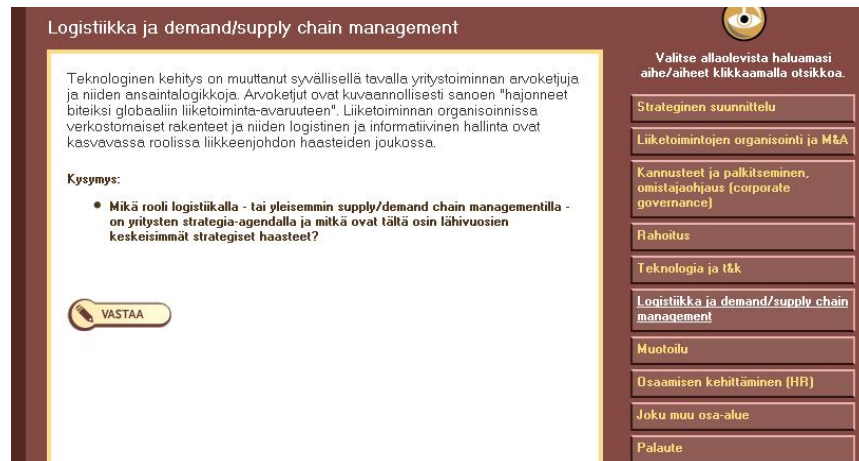 Logistiikka ja demand/supply chain management
Teknologinen kehitys on muuttanut syvällisellä tavalla yritystoiminnan arvoketjuja
ja niiden ansaintalogikkoja. Arvoketjut ovat kuvaannollisesti sanoen "hajonneet
biteiksi globaaliin liiketoiminta-avaruuteen". Liiketoiminnan organisoinnissa
verkostomaiset rakenteet ja niiden logistinen ja informatiivinen hallinta ovat
kasvavassa roolissa liikkeenjohdon haasteiden joukossa.
Kysymys:
• Mikä rooli logistiikalla - tai yleisemmin supply/demand chain managementilla -
on yritysten strategia-agendalla ja mitkä ovat tältä osin lähivuosien
keskeisimmät strategiset haasteet?
VASTAA
Valitse allaolevista haluamasi
aihe/aiheet klikkaamalla otsikkoa.
Strateginen suunnittelu
Liiketoimintojen organisointi ja M&A
Kannusteet ja palkitseminen,
omistajaohjaus (corporate
governance)
Rahoitus
Teknologia ja t&k
Logistiikka ja demand/supply chain
management
Muotoilu
Osaamisen kehittäminen (HR)
Joku muu osa-alue
Palaute